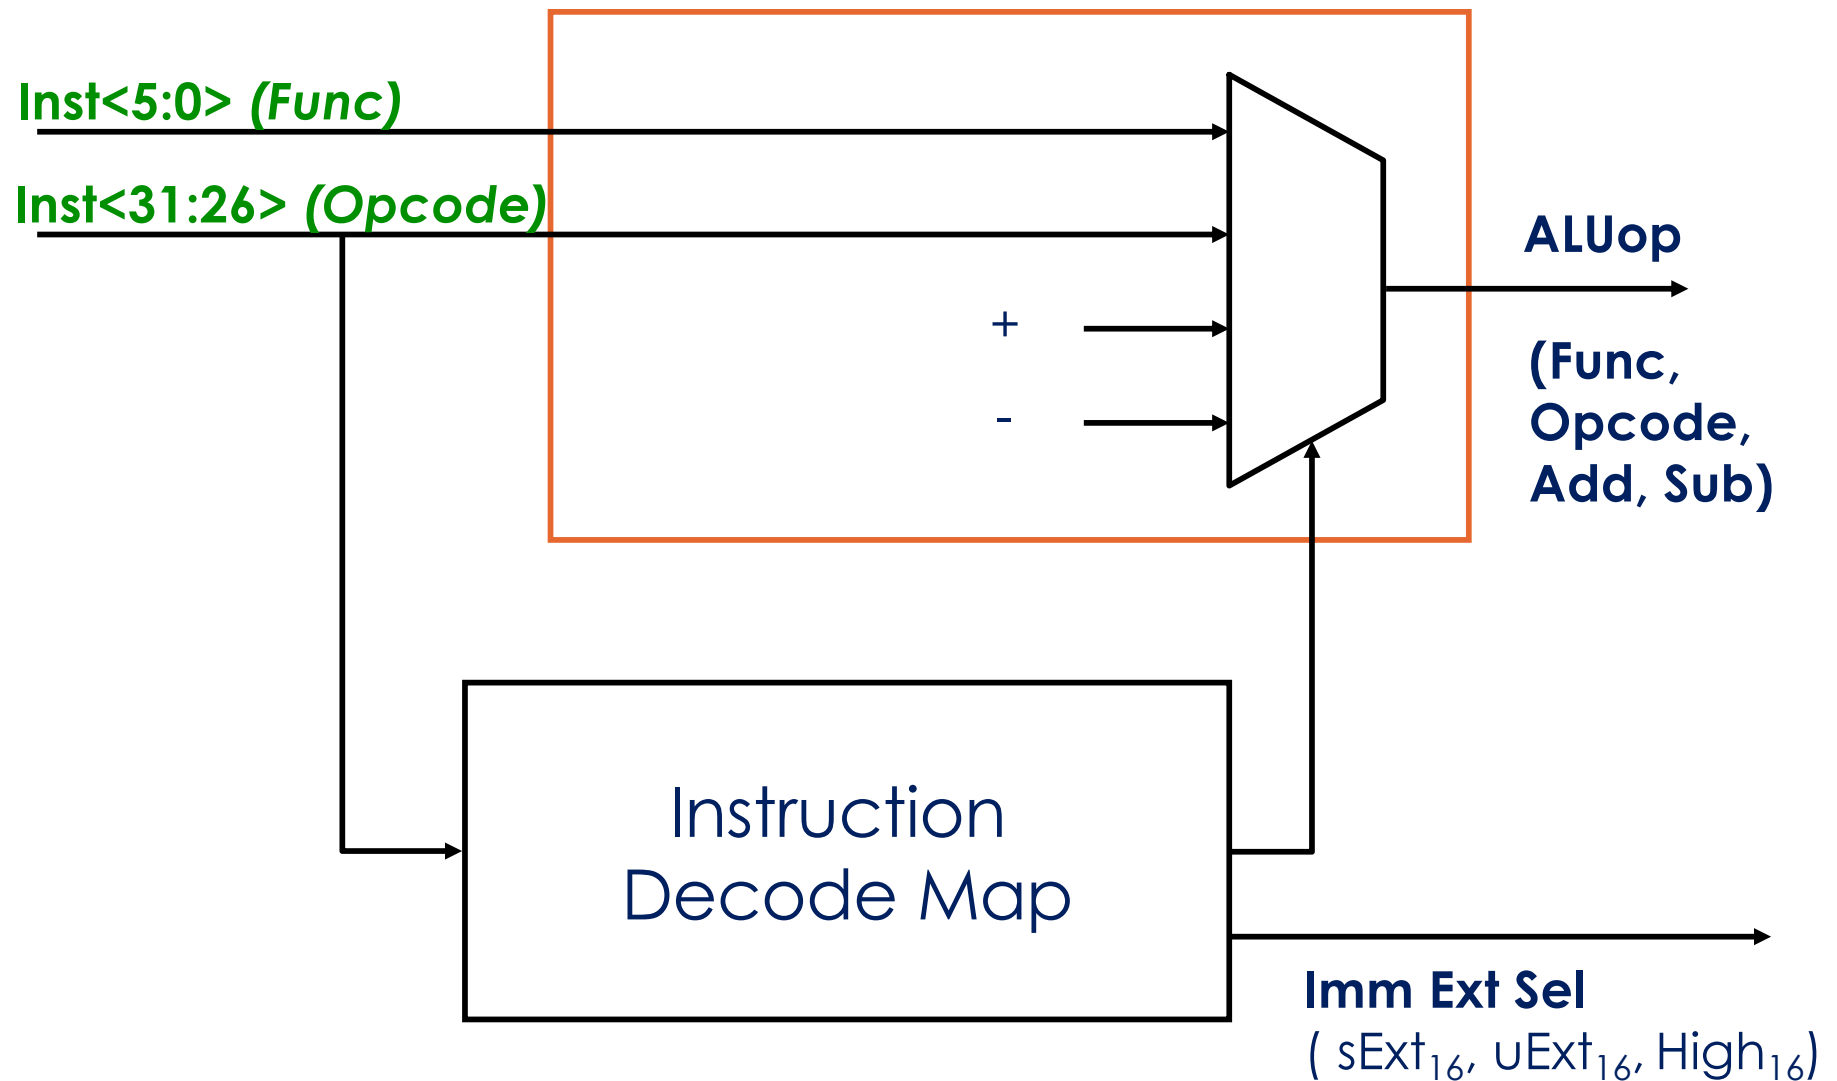 Inst<5:0> (Func)
Inst<31:26> (Opcode)
+
-
ALUop
(Func,
Opcode,
Add, Sub)
Instruction
Decode Map
Imm Ext Sel
( sExt₁₆, uExt₁₆, High₁₆)